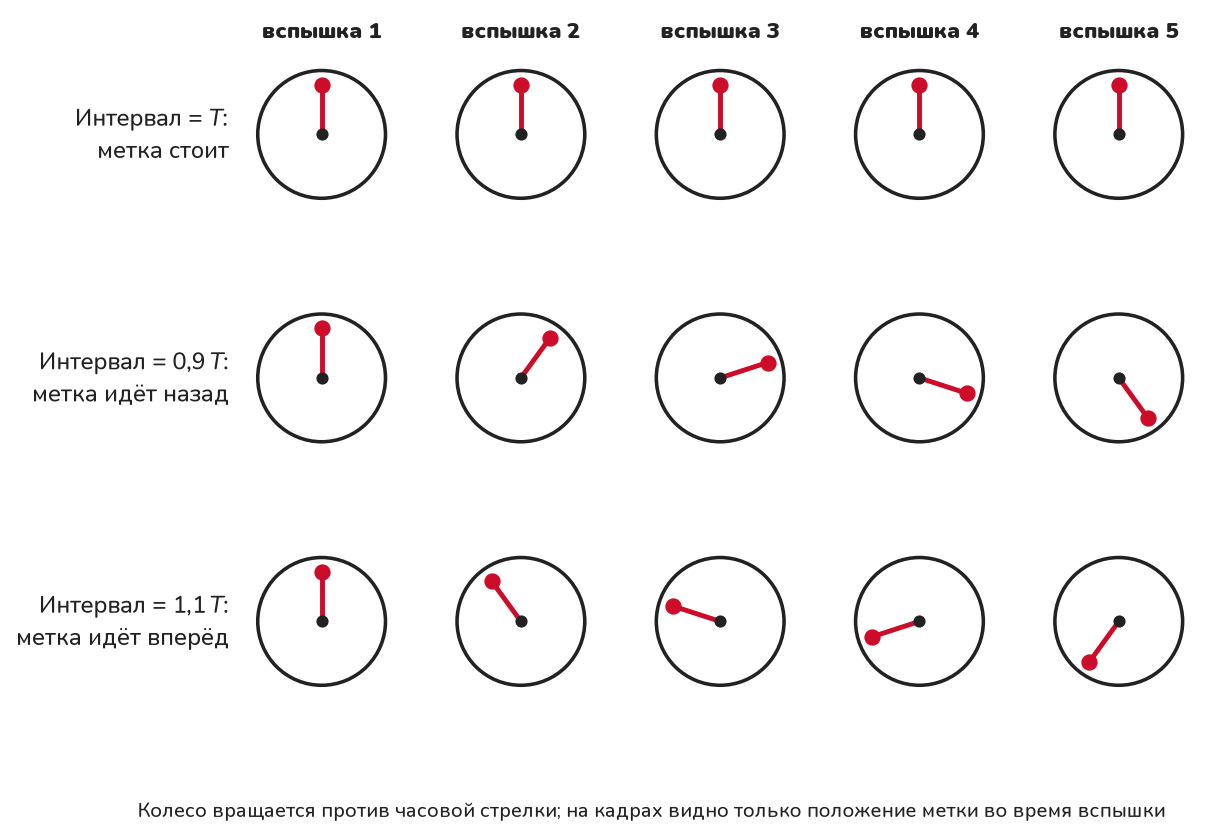 вспышка 1 вспышка 2 вспышка 3 вспышка 4 вспышка 5
Интервал = T:
метка стоит
Интервал = 0,9 T:
метка идёт назад
Интервал = 1,1 T:
метка идёт вперёд
Колесо вращается против часовой стрелки; на кадрах видно только положение метки во время вспышки